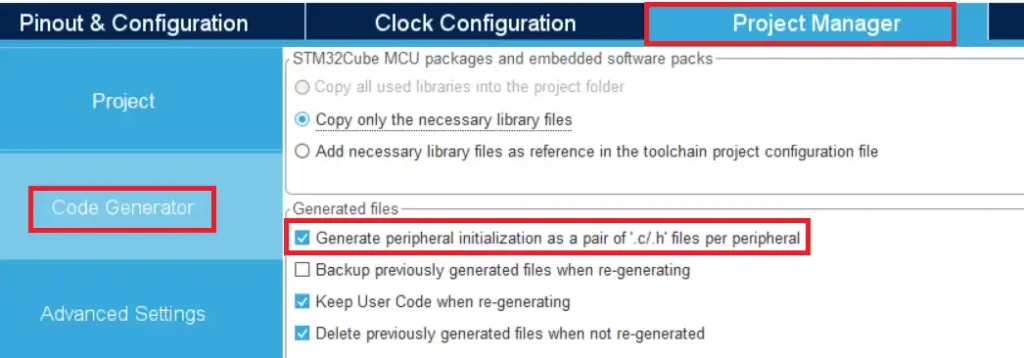 Pinout & Configuration
Clock Configuration
Project Manager
Project
Code Generator
Advanced Settings
STM32Cube MCU packages and embedded software packs
Copy all used libraries into the project folder
Copy only the necessary library files
Add necessary library files as reference in the toolchain project configuration file
Generated files
Generate peripheral initialization as a pair of '.c/.h' files per peripheral
Backup previously generated files when re-generating
Keep User Code when re-generating
Delete previously generated files when not re-generated